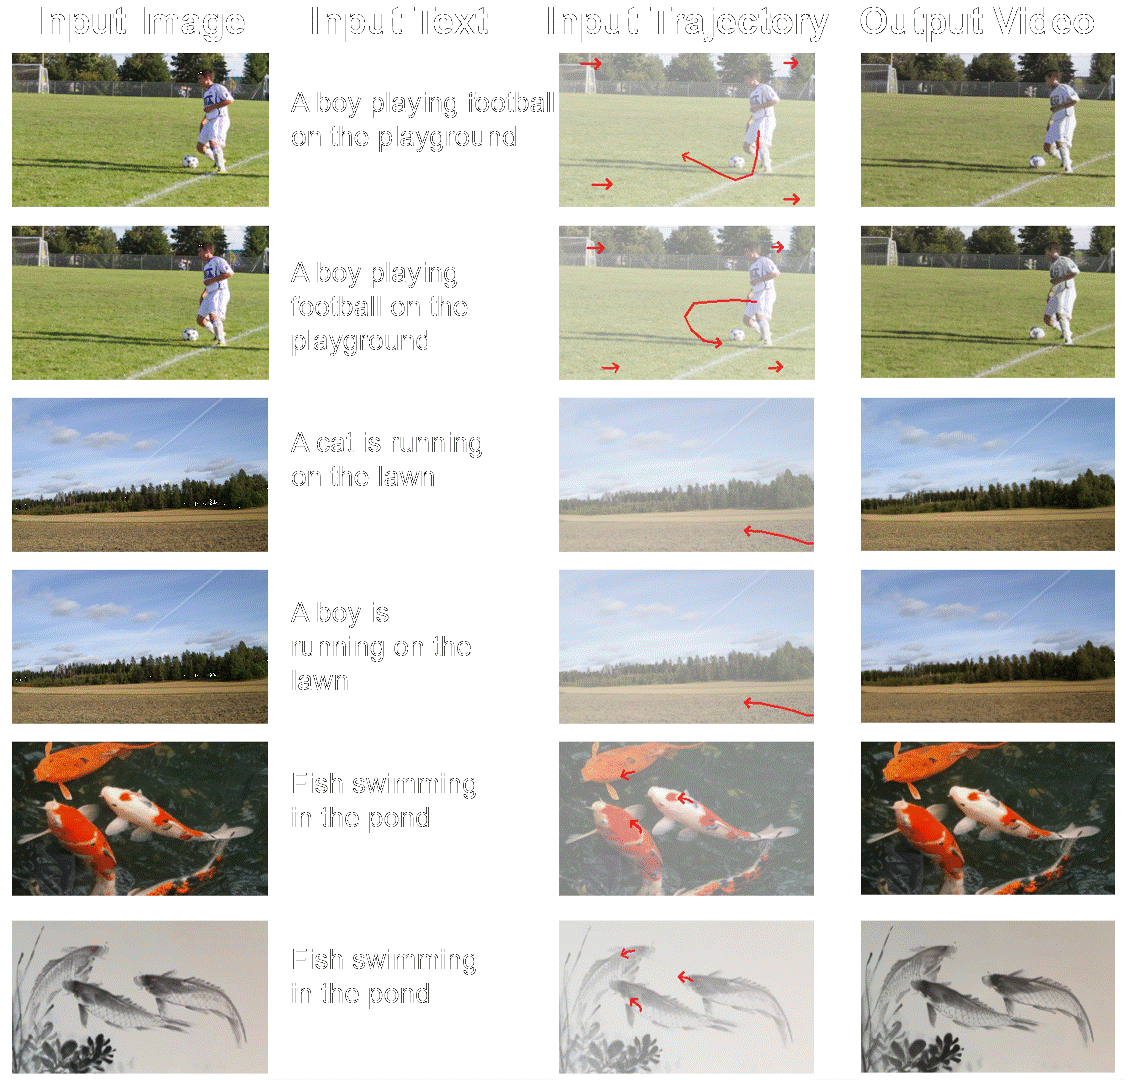 Input Image Input Text Input Trajectory Output Video
A boy playing football
on the playground
A boy playing
football on the
playground
A cat is running
on the lawn
A boy is
running on the
lawn
Fish swimming
in the pond
Fish swimming
in the pond